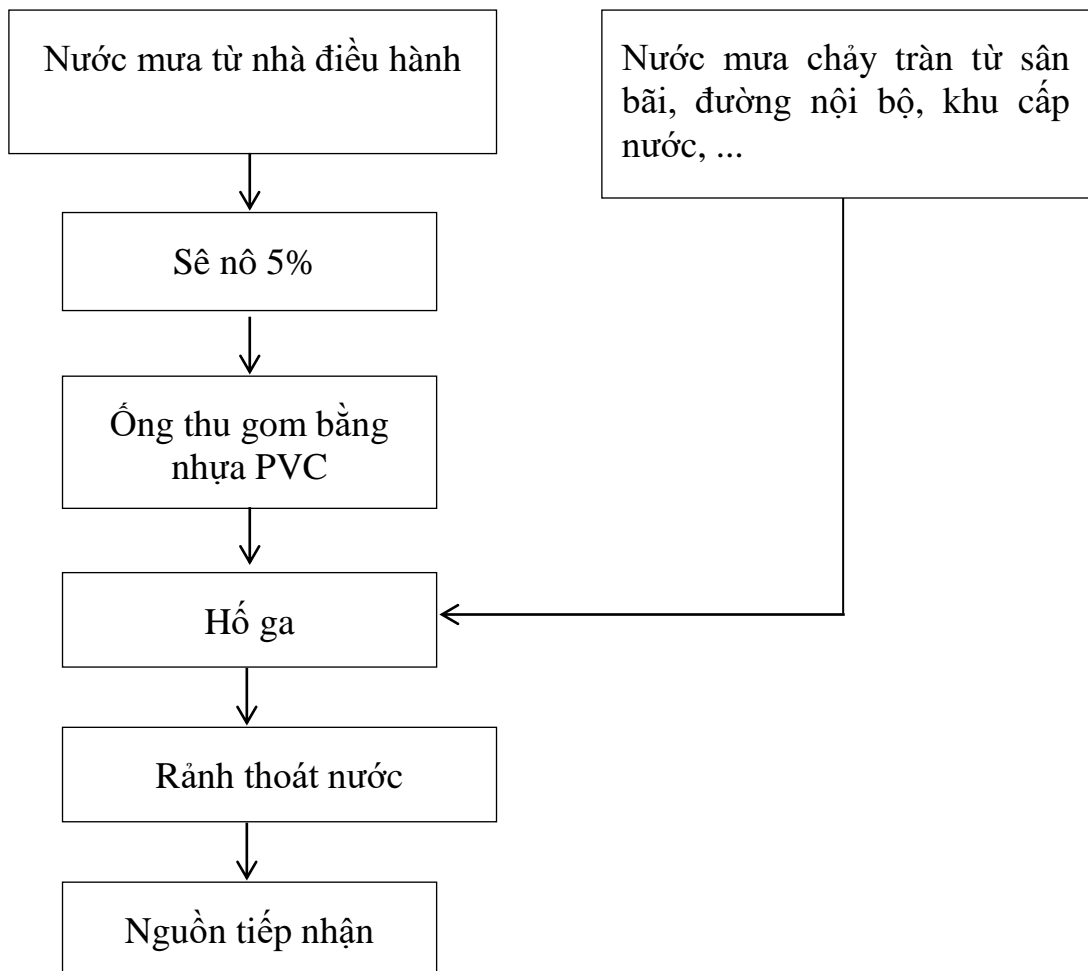 Nước mưa từ nhà điều hành
Nước mưa chảy tràn từ sân
bãi, đường nội bộ, khu cấp
nước, ...
Sê nô 5%
Ống thu gom bằng
nhựa PVC
Hố ga
Rảnh thoát nước
Nguồn tiếp nhận